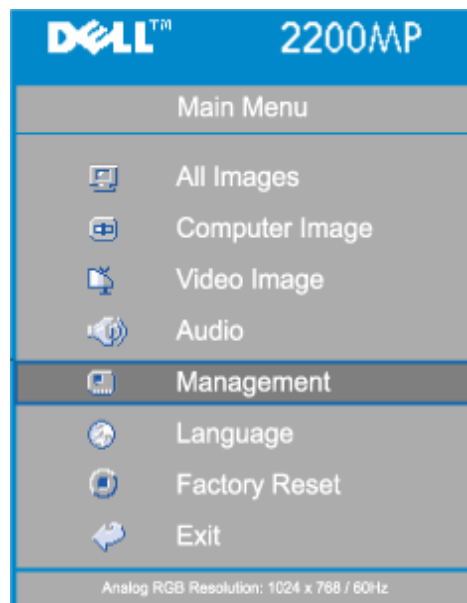 DELL™ 2200MP
Main Menu
All Images
Computer Image
Video Image
Audio
Management
Language
Factory Reset
Exit
Analog RGB Resolution: 1024 x 768 / 60Hz